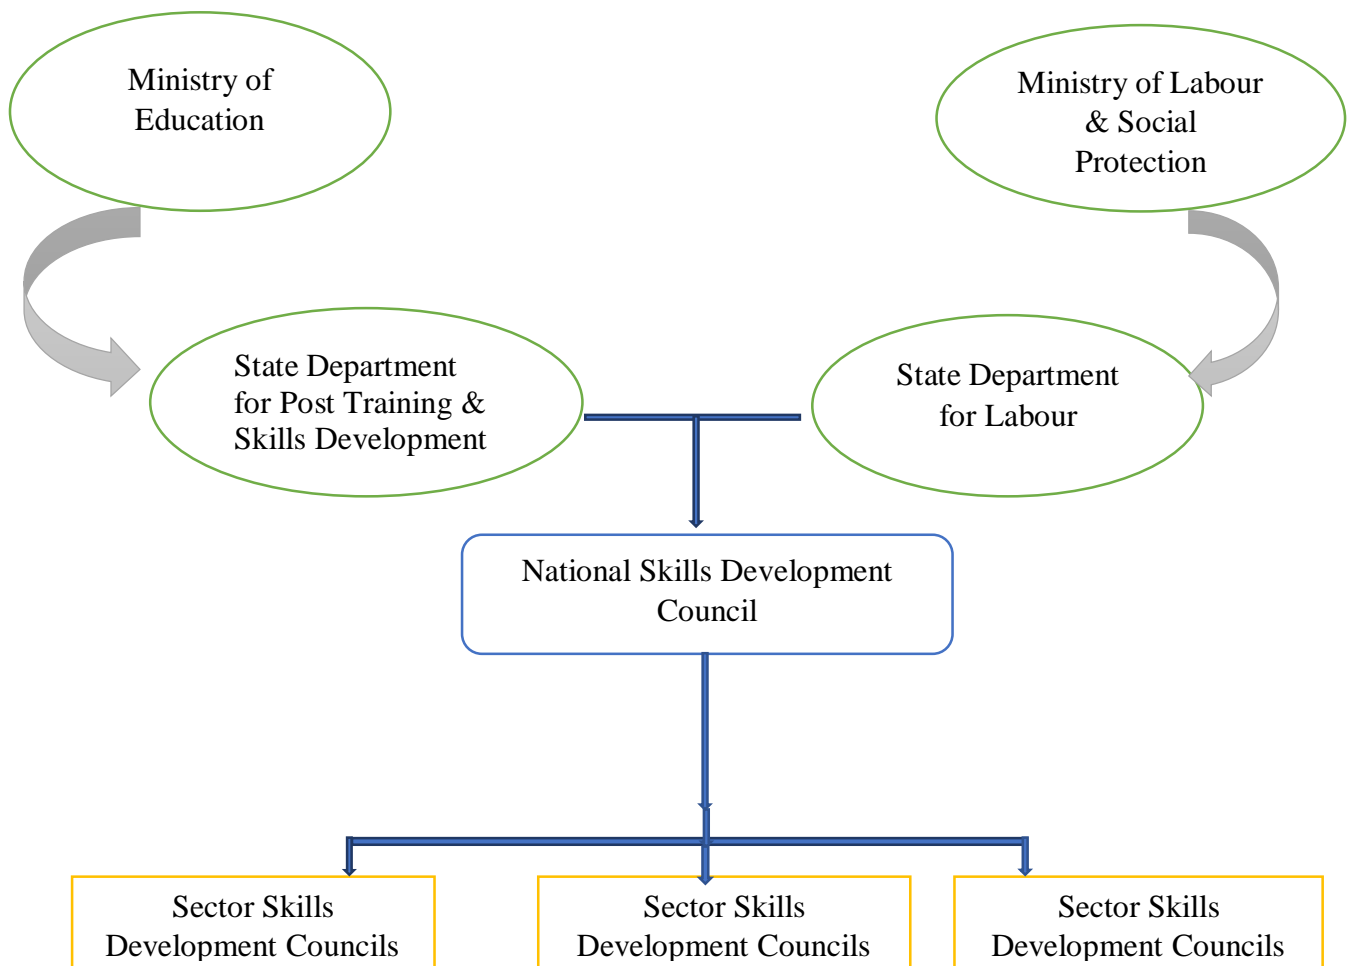 Ministry of
Education
Ministry of Labour
& Social
Protection
State Department
for Post Training &
Skills Development
State Department
for Labour
National Skills Development
Council
Sector Skills
Development Councils
Sector Skills
Development Councils
Sector Skills
Development Councils